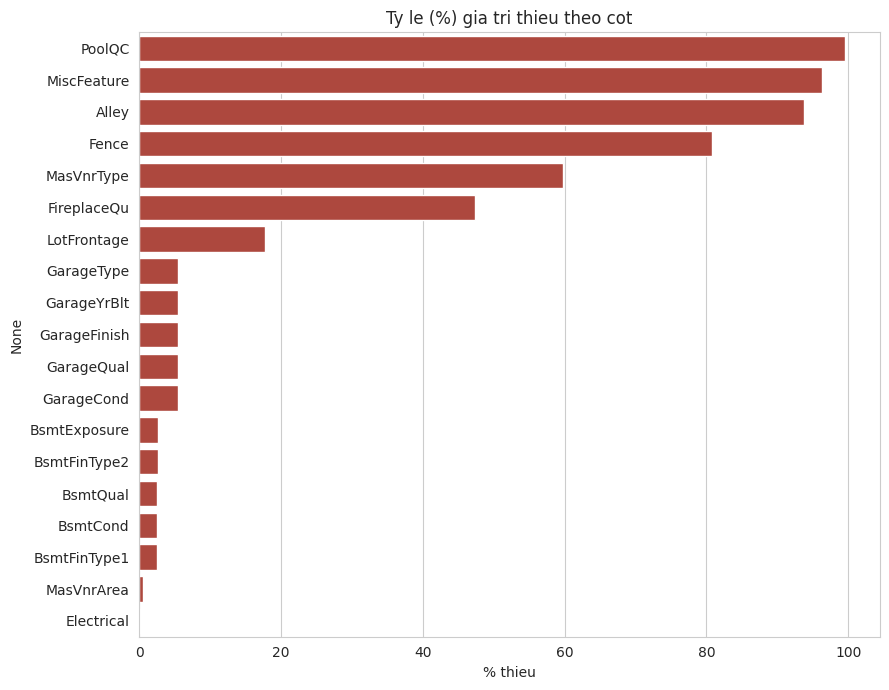 Ty le (%) gia tri thieu theo cot
PoolQC
MiscFeature
Alley
Fence
MasVnrType
FireplaceQu
LotFrontage
GarageType
GarageYrBlt
GarageFinish
GarageQual
GarageCond
BsmtExposure
BsmtFinType2
BsmtQual
BsmtCond
BsmtFinType1
MasVnrArea
Electrical
None
0 20 40 60 80 100
% thieu